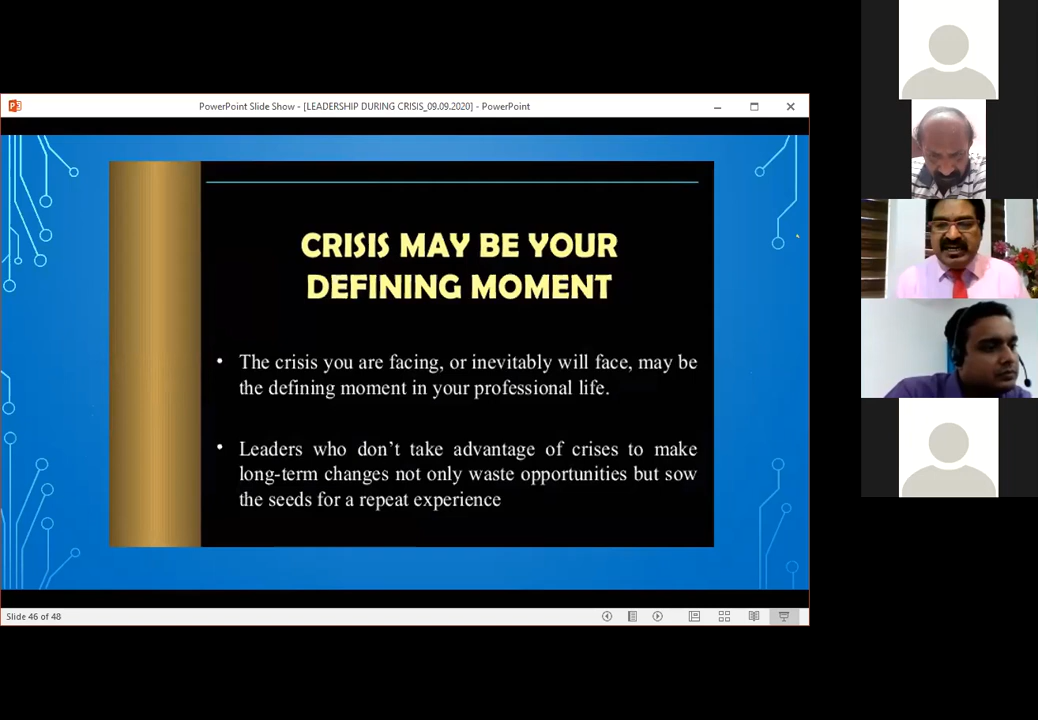 PowerPoint Slide Show - [LEADERSHIP DURING CRISIS_09.09.2020] - PowerPoint
CRISIS MAY BE YOUR
DEFINING MOMENT
• The crisis you are facing, or inevitably will face, may be
the defining moment in your professional life.
• Leaders who don’t take advantage of crises to make
long-term changes not only waste opportunities but sow
the seeds for a repeat experience
Slide 46 of 48